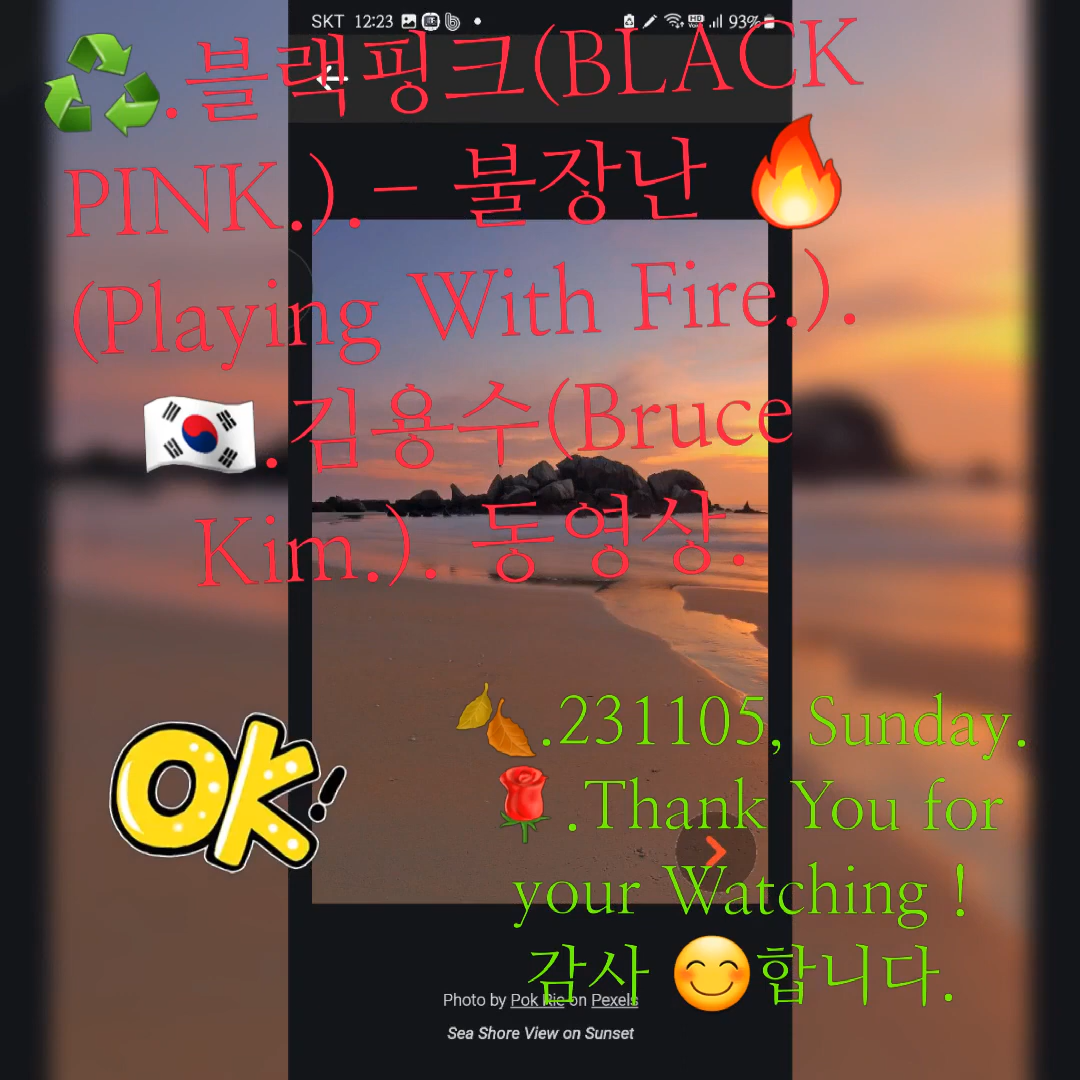 SKT 12:23 93%
♻️.블랙핑크(BLACK
PINK.).- 불장난 🔥
(Playing With Fire.).
🇰🇷.김용수(Bruce
Kim.). 동영상.
OK!
🍂.231105, Sunday.
🌹.Thank You for
your Watching !
감사 😊합니다.
Photo by Pok Rie on Pexels
Sea Shore View on Sunset